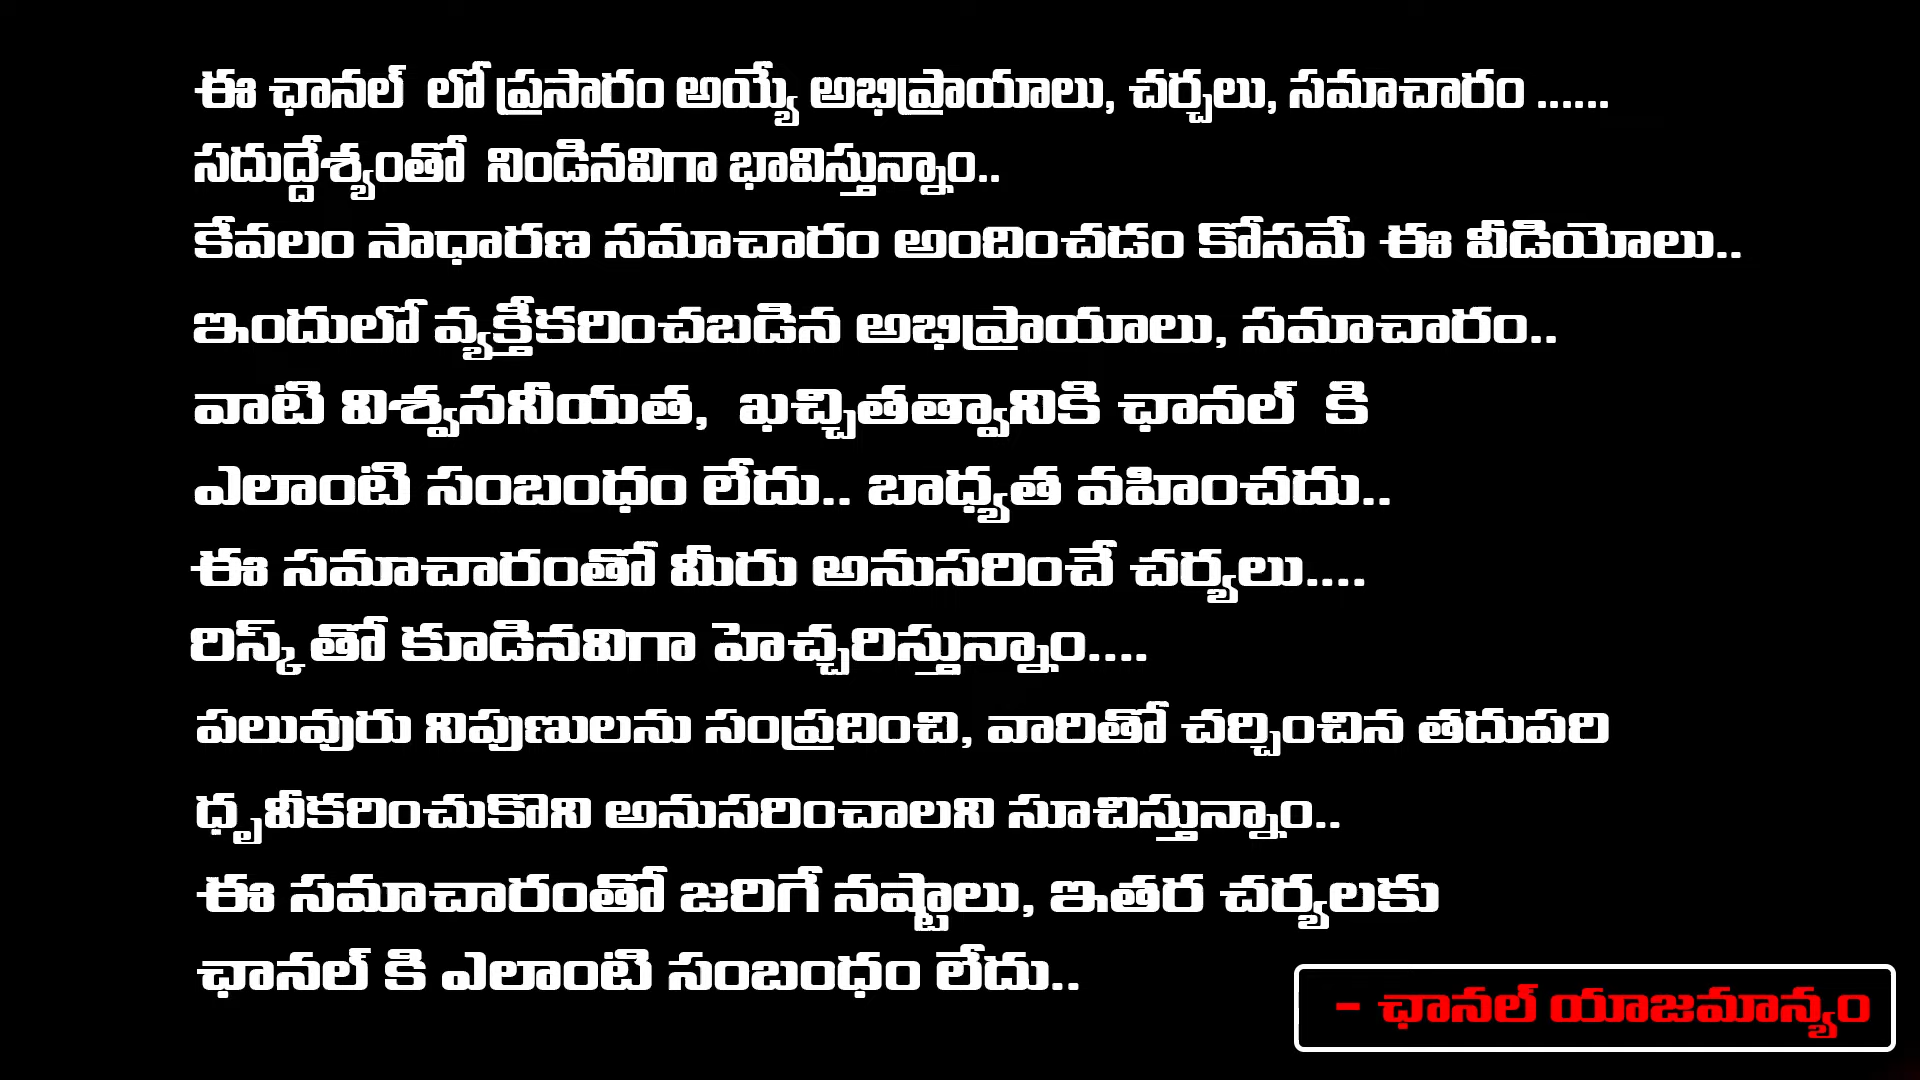 ఈ ఛానల్ లో ప్రసారం అయ్యే అభిప్రాయాలు, చర్చలు, సమాచారం ......
సదుద్దేశ్యంతో నిండినవిగా భావిస్తున్నాం..
కేవలం సాధారణ సమాచారం అందించడం కోసమే ఈ వీడియోలు..
ఇందులో వ్యక్తీకరించబడిన అభిప్రాయాలు, సమాచారం..
వాటి విశ్వసనీయత, ఖచ్చితత్వానికి ఛానల్ కి
ఎలాంటి సంబంధం లేదు.. బాధ్యత వహించదు..
ఈ సమాచారంతో మీరు అనుసరించే చర్యలు....
రిస్క్ తో కూడినవిగా హెచ్చరిస్తున్నాం....
పలువురు నిపుణులను సంప్రదించి, వారితో చర్చించిన తదుపరి
ధృవీకరించుకొని అనుసరించాలని సూచిస్తున్నాం..
ఈ సమాచారంతో జరిగే నష్టాలు, ఇతర చర్యలకు
ఛానల్ కి ఎలాంటి సంబంధం లేదు..
- ఛానల్ యాజమాన్యం